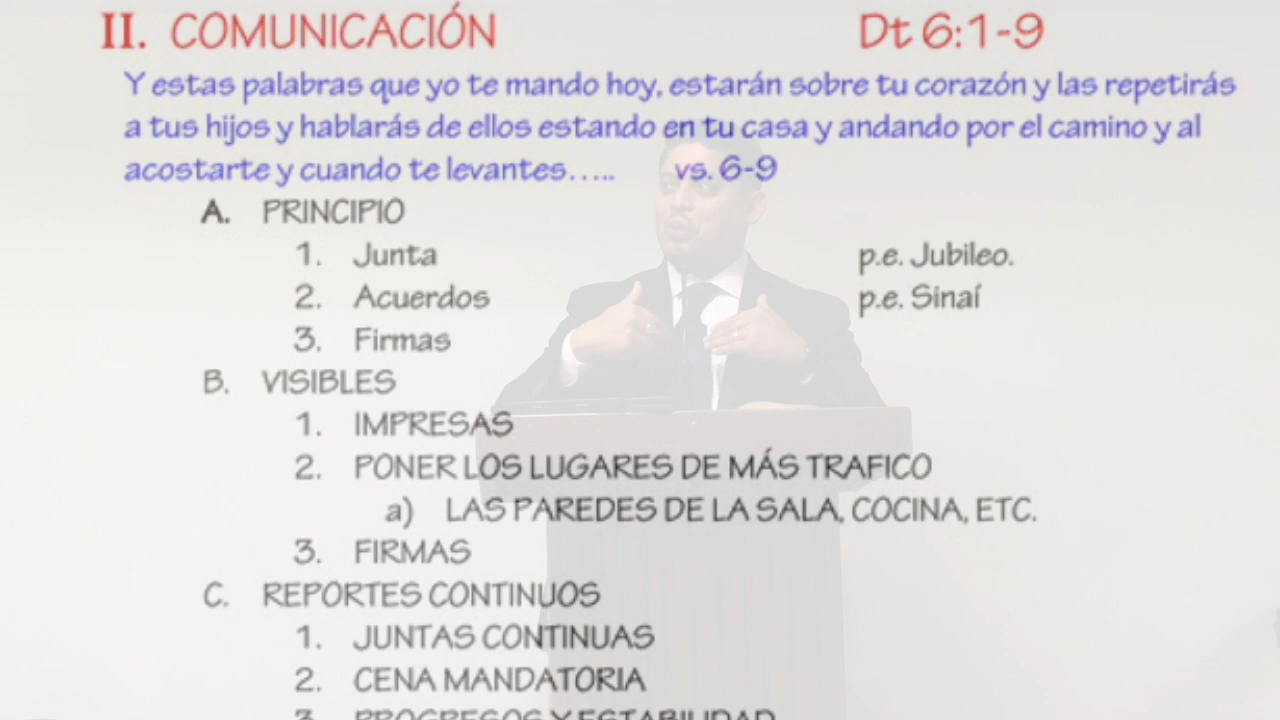 II. COMUNICACIÓN Dt 6:1-9
Y estas palabras que yo te mando hoy, estarán sobre tu corazón y las repetirás
a tus hijos y hablarás de ellos estando en tu casa y andando por el camino y al
acostarte y cuando te levantes….. vs. 6-9
A. PRINCIPIO
1. Junta p.e. Jubileo.
2. Acuerdos p.e. Sinaí
3. Firmas
B. VISIBLES
1. IMPRESAS
2. PONER LOS LUGARES DE MÁS TRAFICO
a) LAS PAREDES DE LA SALA, COCINA, ETC.
3. FIRMAS
C. REPORTES CONTINUOS
1. JUNTAS CONTINUAS
2. CENA MANDATORIA
3. PROGRESOS Y ESTABILIDAD